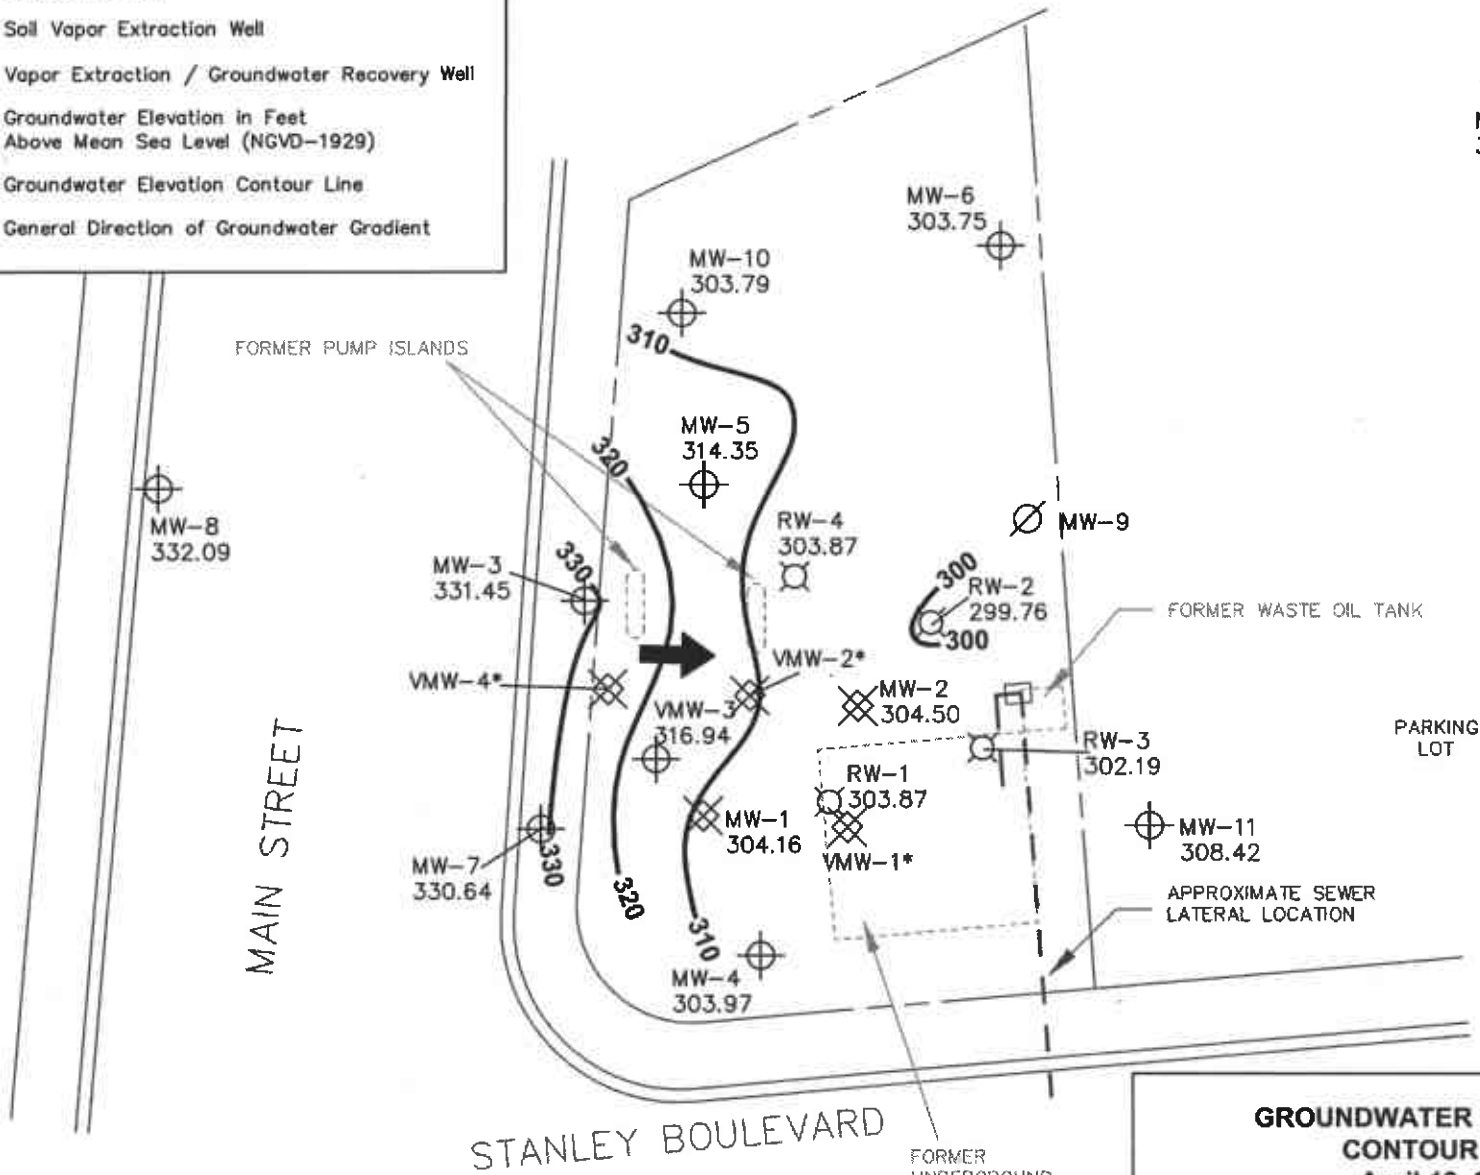 Soil Vapor Extraction Well
Vapor Extraction / Groundwater Recovery Well
Groundwater Elevation in Feet
Above Mean Sea Level (NGVD-1929)
Groundwater Elevation Contour Line
General Direction of Groundwater Gradient
MW-6
303.75
MW-10
303.79
310
FORMER PUMP ISLANDS
MW-5
314.35
320
MW-8
332.09
RW-4
303.87
MW-9
MW-3
331.45
330
300
RW-2
299.76
300
FORMER WASTE OIL TANK
VMW-4*
VMW-2*
VMW-3
316.94
MW-2
304.50
PARKING
LOT
RW-3
302.19
RW-1
303.87
MW-1
304.16
VMW-1*
MW-11
308.42
MW-7
330.64
330
320
310
APPROXIMATE SEWER
LATERAL LOCATION
MW-4
303.97
MAIN STREET
STANLEY BOULEVARD
FORMER
UNDERGROUND
GROUNDWATER
CONTOUR